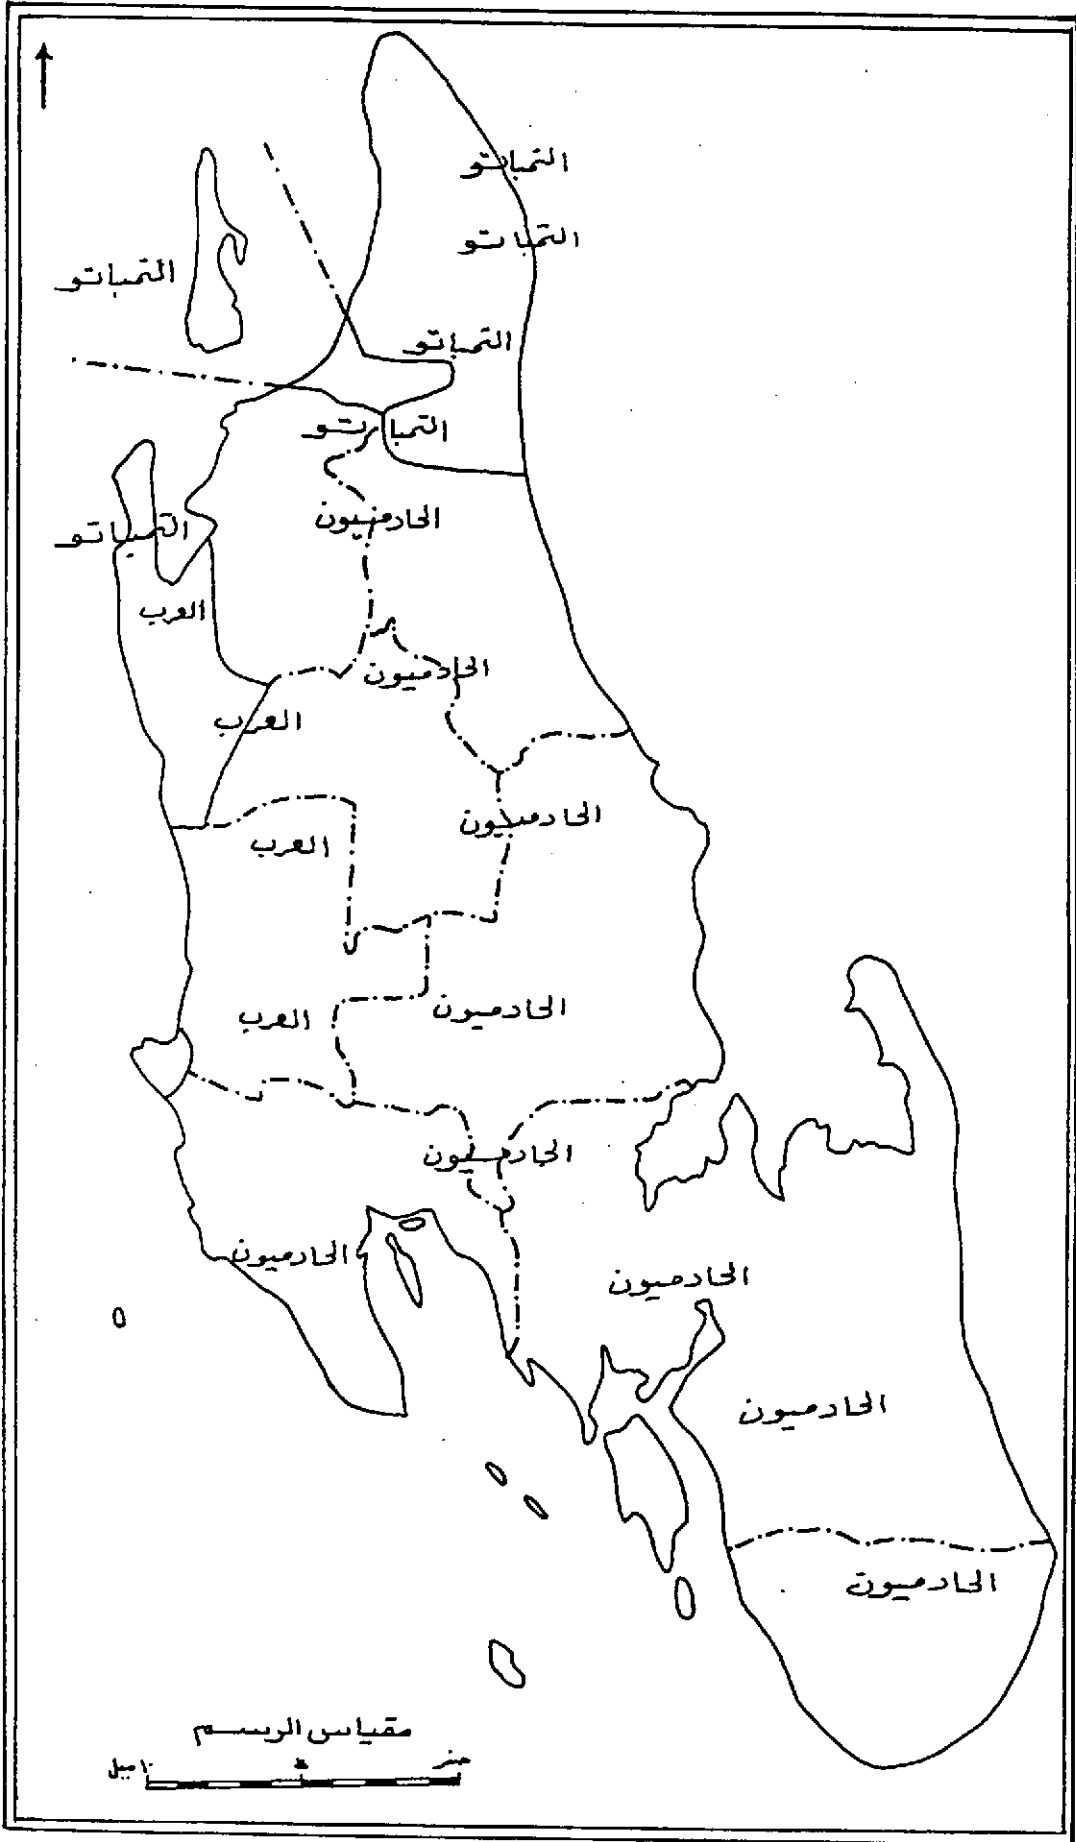 التمباتو
التمباتو
التمباتو
التمباتو
التمباتو
الحادميون
التمباتو
العرب
الحادميون
العرب
الحادميون
العرب
الحادميون
العرب
الحادميون
الحادميون
الحادميون
الحادميون
الحادميون
مقياس الرسم
صفر ٥ ١٠ ميل